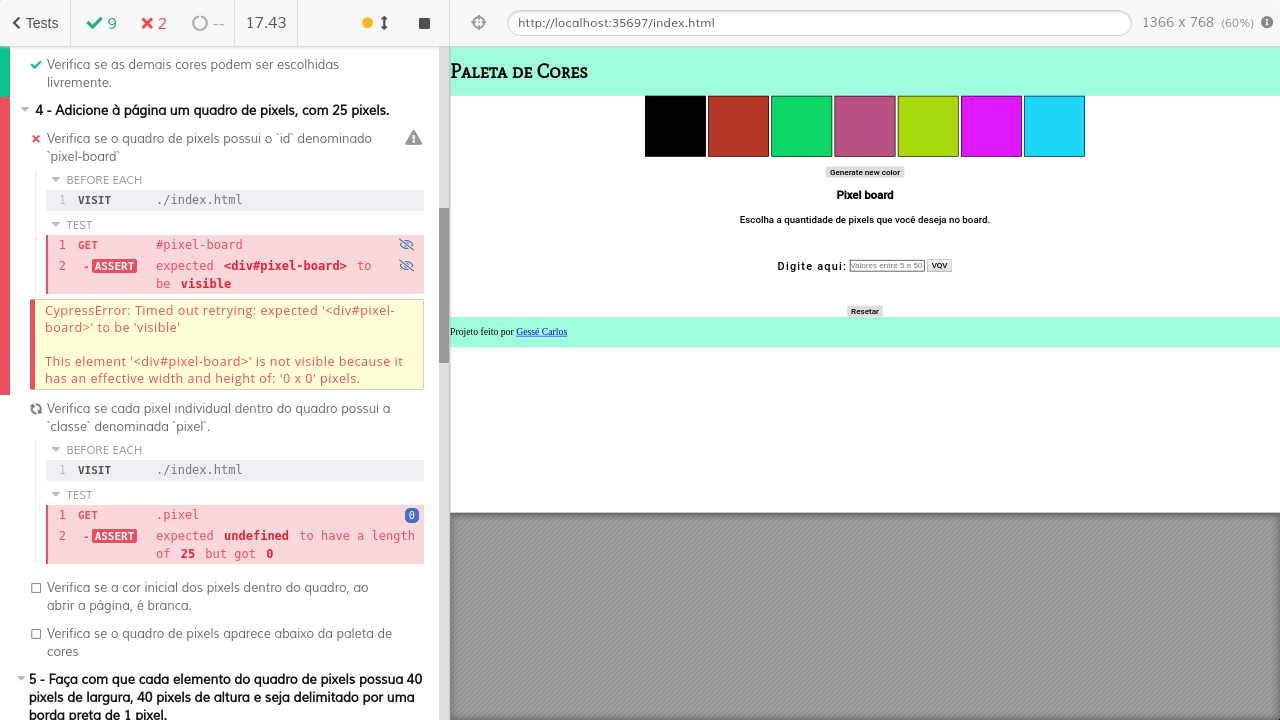 Tests
9
2
--
17.43
http://localhost:35697/index.html
1366 x 768 (60%)
Verifica se as demais cores podem ser escolhidas
livremente.
4 - Adicione à página um quadro de pixels, com 25 pixels.
Verifica se o quadro de pixels possui o `id` denominado
`pixel-board`
BEFORE EACH
1 VISIT ./index.html
TEST
1 GET #pixel-board
2 -ASSERT expected <div#pixel-board> to
be visible
CypressError: Timed out retrying: expected '<div#pixel-
board>' to be 'visible'
This element '<div#pixel-board>' is not visible because it
has an effective width and height of: '0 x 0' pixels.
Verifica se cada pixel individual dentro do quadro possui a
`classe` denominada `pixel`.
BEFORE EACH
1 VISIT ./index.html
TEST
1 GET .pixel 0
2 -ASSERT expected undefined to have a length
of 25 but got 0
Verifica se a cor inicial dos pixels dentro do quadro, ao
abrir a página, é branca.
Verifica se o quadro de pixels aparece abaixo da paleta de
cores
5 - Faça com que cada elemento do quadro de pixels possua 40
pixels de largura, 40 pixels de altura e seja delimitado por uma
borda preta de 1 pixel.
Paleta de Cores
Generate new color
Pixel board
Escolha a quantidade de pixels que você deseja no board.
Digite aqui: Valores entre 5 e 50 VQV
Resetar
Projeto feito por Gessé Carlos